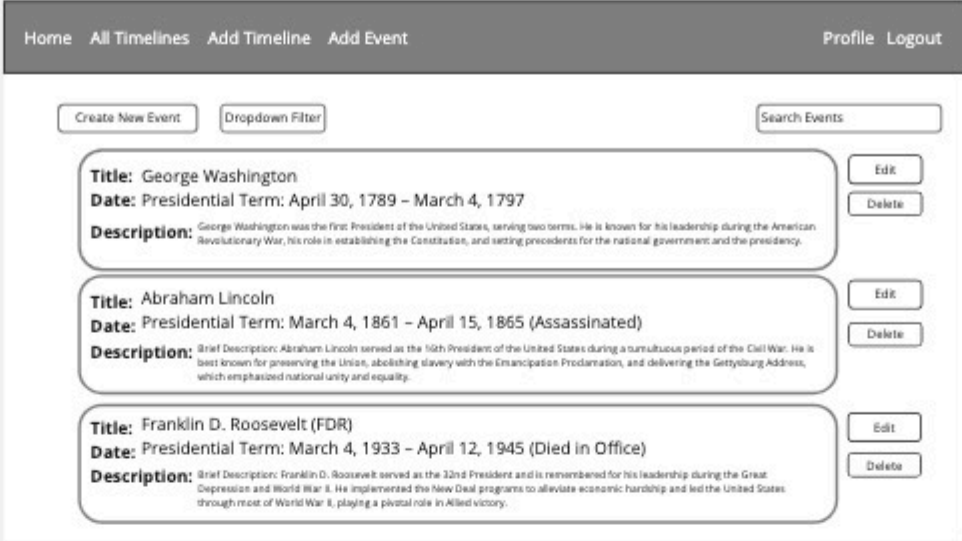 Home All Timelines Add Timeline Add Event Profile Logout
Create New Event Dropdown Filter Search Events
Title: George Washington
Edit
Date: Presidential Term: April 30, 1789 – March 4, 1797
Delete
Description: George Washington was the first President of the United States, serving two terms. He is known for his leadership during the American
Revolutionary War, his role in establishing the Constitution, and setting precedents for the national government and the presidency.
Title: Abraham Lincoln
Edit
Date: Presidential Term: March 4, 1861 – April 15, 1865 (Assassinated)
Delete
Description: Brief Description: Abraham Lincoln served as the 16th President of the United States during a tumultuous period of the Civil War. He is
best known for preserving the Union, abolishing slavery with the Emancipation Proclamation, and delivering the Gettysburg Address,
which emphasized national unity and equality.
Title: Franklin D. Roosevelt (FDR)
Edit
Date: Presidential Term: March 4, 1933 – April 12, 1945 (Died in Office)
Delete
Description: Brief Description: Franklin D. Roosevelt served as the 32nd President and is remembered for his leadership during the Great
Depression and World War II. He implemented the New Deal programs to alleviate economic hardship and led the United States
through most of World War II, playing a pivotal role in Allied victory.